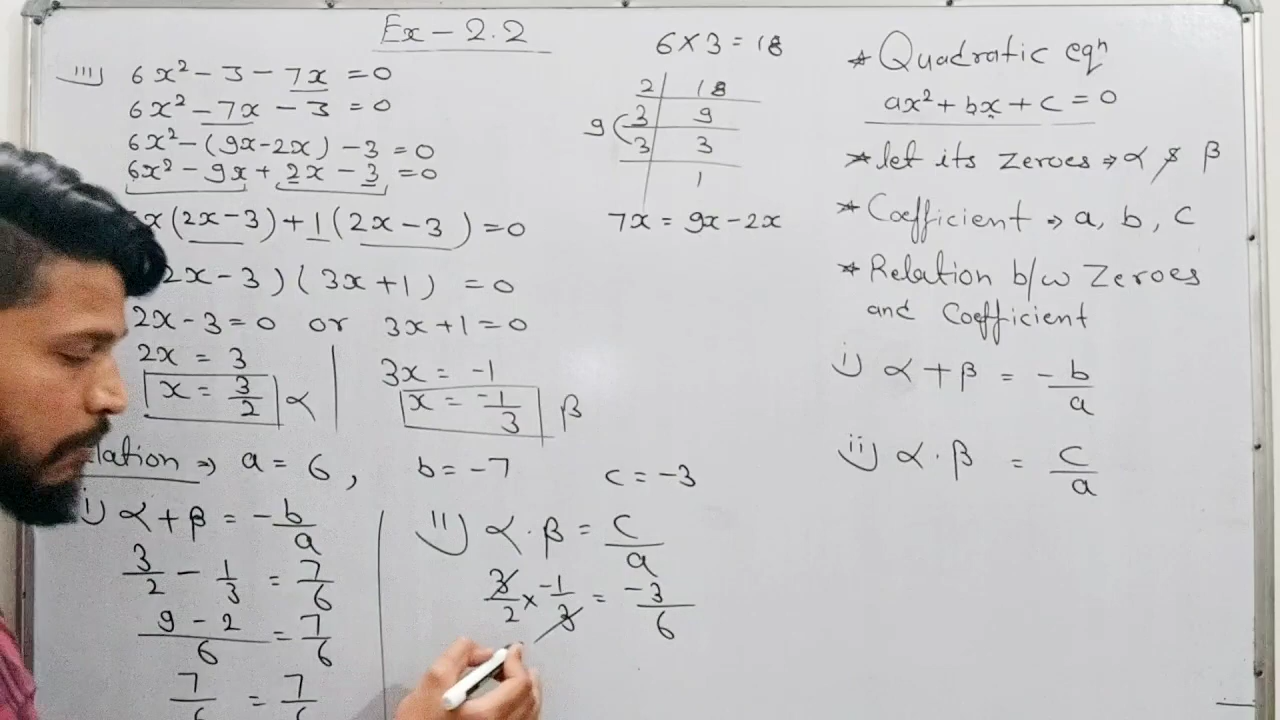 Ex - 2.2
iii) 6x² - 3 - 7x = 0
6x² - 7x - 3 = 0
6x² - (9x - 2x) - 3 = 0
6x² - 9x + 2x - 3 = 0
x(2x - 3) + 1(2x - 3) = 0
2x - 3)(3x + 1) = 0
2x - 3 = 0 or 3x + 1 = 0
2x = 3
x = 3/2 α
3x = -1
x = -1/3 β
lation ⇒ a = 6, b = -7 c = -3
i) α + β = -b/a
3/2 - 1/3 = 7/6
9 - 2/6 = 7/6
7/6 = 7/6
ii) α · β = c/a
3/2 × -1/3 = -3/6
6 × 3 = 18
2 | 18
9 ( 3 | 9
3 | 3
1
7x = 9x - 2x
* Quadratic eqⁿ
ax² + bx + c = 0
* let its zeroes ⇒ α & β
* Coefficient ⇒ a, b, c
* Relation b/w Zeroes
and Coefficient
i) α + β = -b/a
ii) α · β = c/a